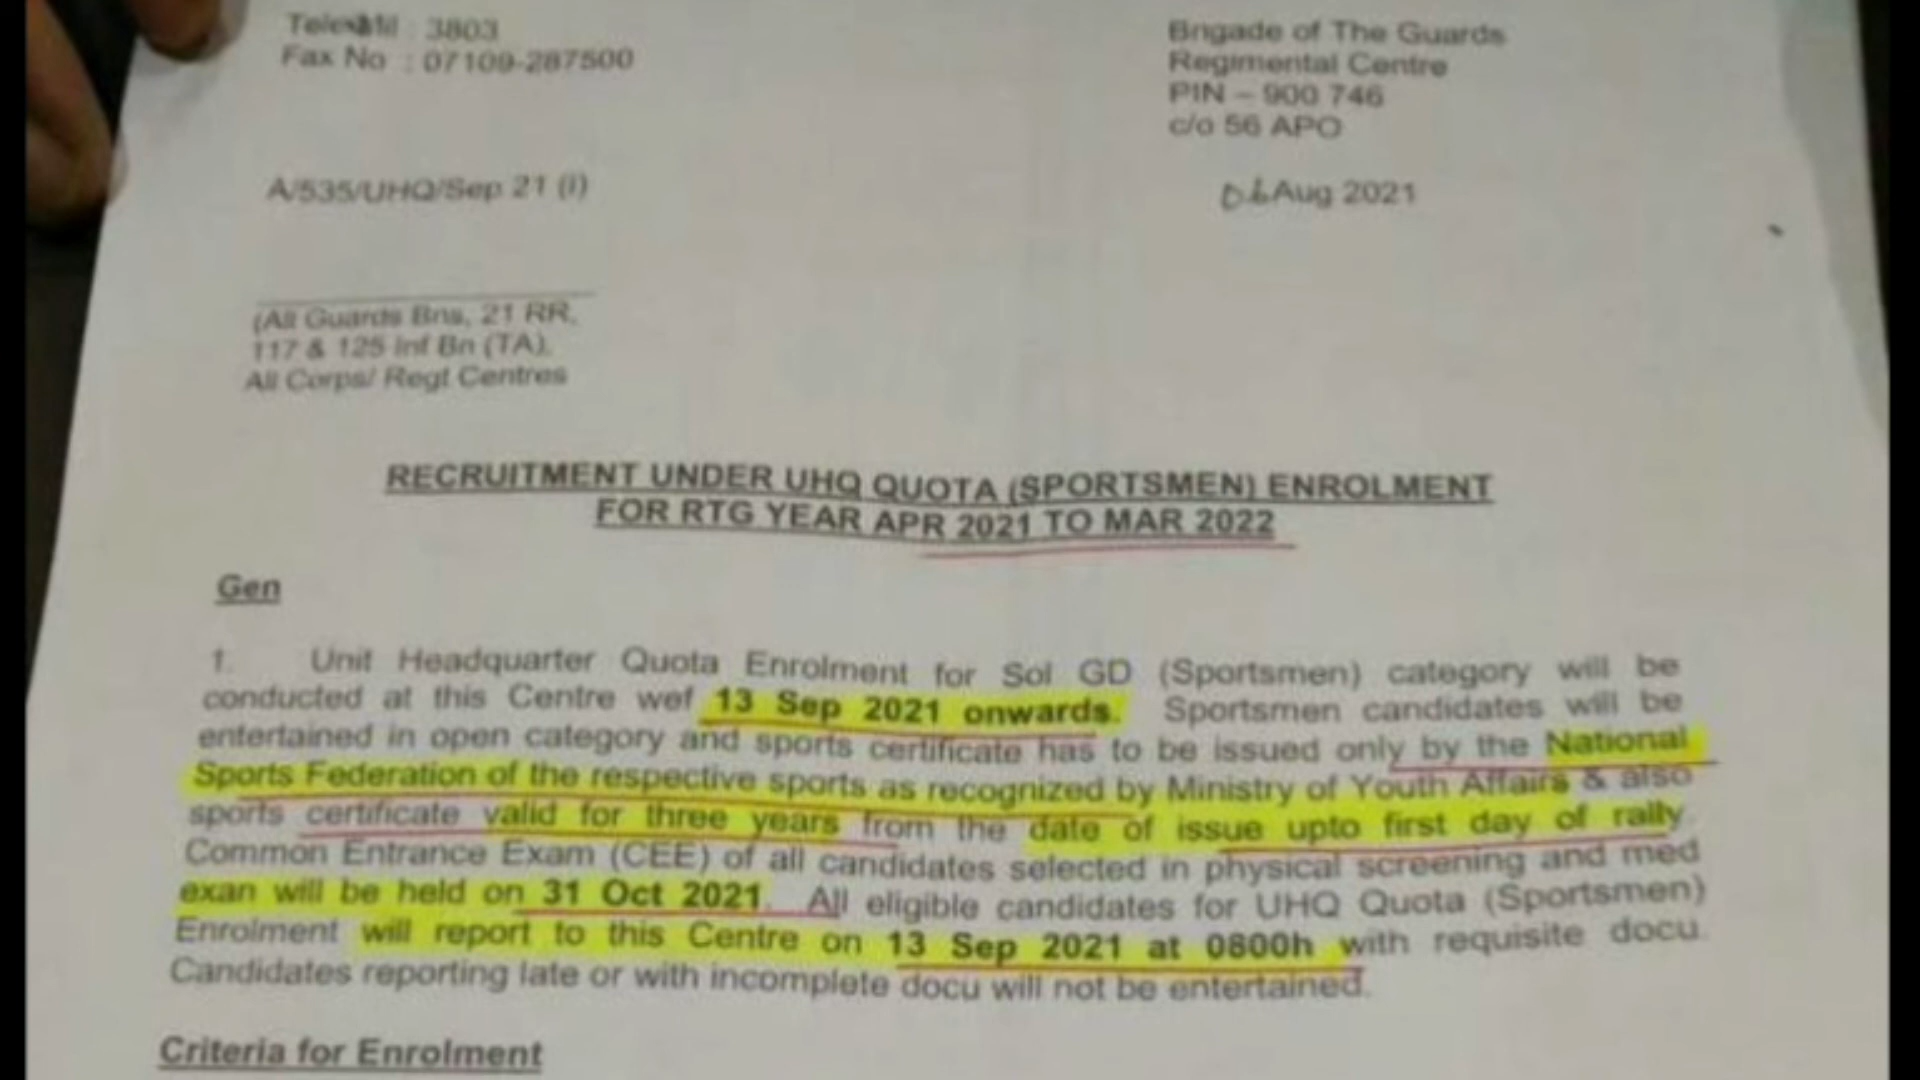 Tele Mil : 3803
Fax No : 07109-287500
Brigade of The Guards
Regimental Centre
PIN – 900 746
c/o 56 APO
A/535/UHQ/Sep 21 (I)
06 Aug 2021
(All Guards Bns, 21 RR,
117 & 125 Inf Bn (TA),
All Corps/ Regt Centres
RECRUITMENT UNDER UHQ QUOTA (SPORTSMEN) ENROLMENT
FOR RTG YEAR APR 2021 TO MAR 2022
Gen
1. Unit Headquarter Quota Enrolment for Sol GD (Sportsmen) category will be
conducted at this Centre wef 13 Sep 2021 onwards. Sportsmen candidates will be
entertained in open category and sports certificate has to be issued only by the National
Sports Federation of the respective sports as recognized by Ministry of Youth Affairs & also
sports certificate valid for three years from the date of issue upto first day of rally
Common Entrance Exam (CEE) of all candidates selected in physical screening and med
exan will be held on 31 Oct 2021. All eligible candidates for UHQ Quota (Sportsmen)
Enrolment will report to this Centre on 13 Sep 2021 at 0800h with requisite docu.
Candidates reporting late or with incomplete docu will not be entertained.
Criteria for Enrolment